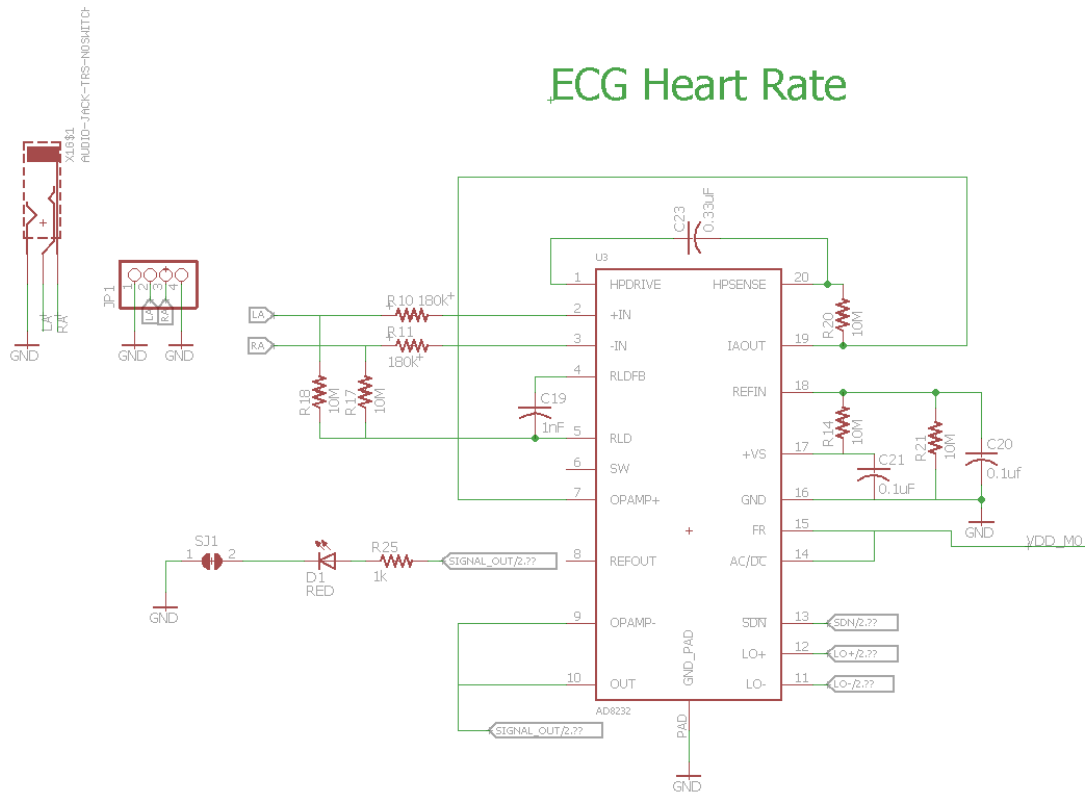 ECG Heart Rate
X1G$1
AUDIO-JACK-TRS-NOSWITCH
LA
RA
GND
JP1
1
2
3
4
LA
RA
GND
GND
C23
0.33uF
U3
1
HPDRIVE
HPSENSE
20
LA
R10 180k
2
+IN
R20
10M
RA
R11
180k
3
-IN
IAOUT
19
4
RLDFB
REFIN
18
R18
10M
R17
10M
C19
1nF
R14
10M
R21
10M
5
RLD
+VS
17
C21
0.1uF
C20
0.1uf
6
SW
7
OPAMP+
GND
16
GND
FR
15
VDD_M0
SJ1
1
2
D1
RED
R25
1k
SIGNAL_OUT/2.??
8
REFOUT
AC/DC
14
GND
9
OPAMP-
SDN
13
SDN/2.??
GND_PAD
LO+
12
LO+/2.??
10
OUT
LO-
11
LO-/2.??
AD8232
SIGNAL_OUT/2.??
PAD
GND